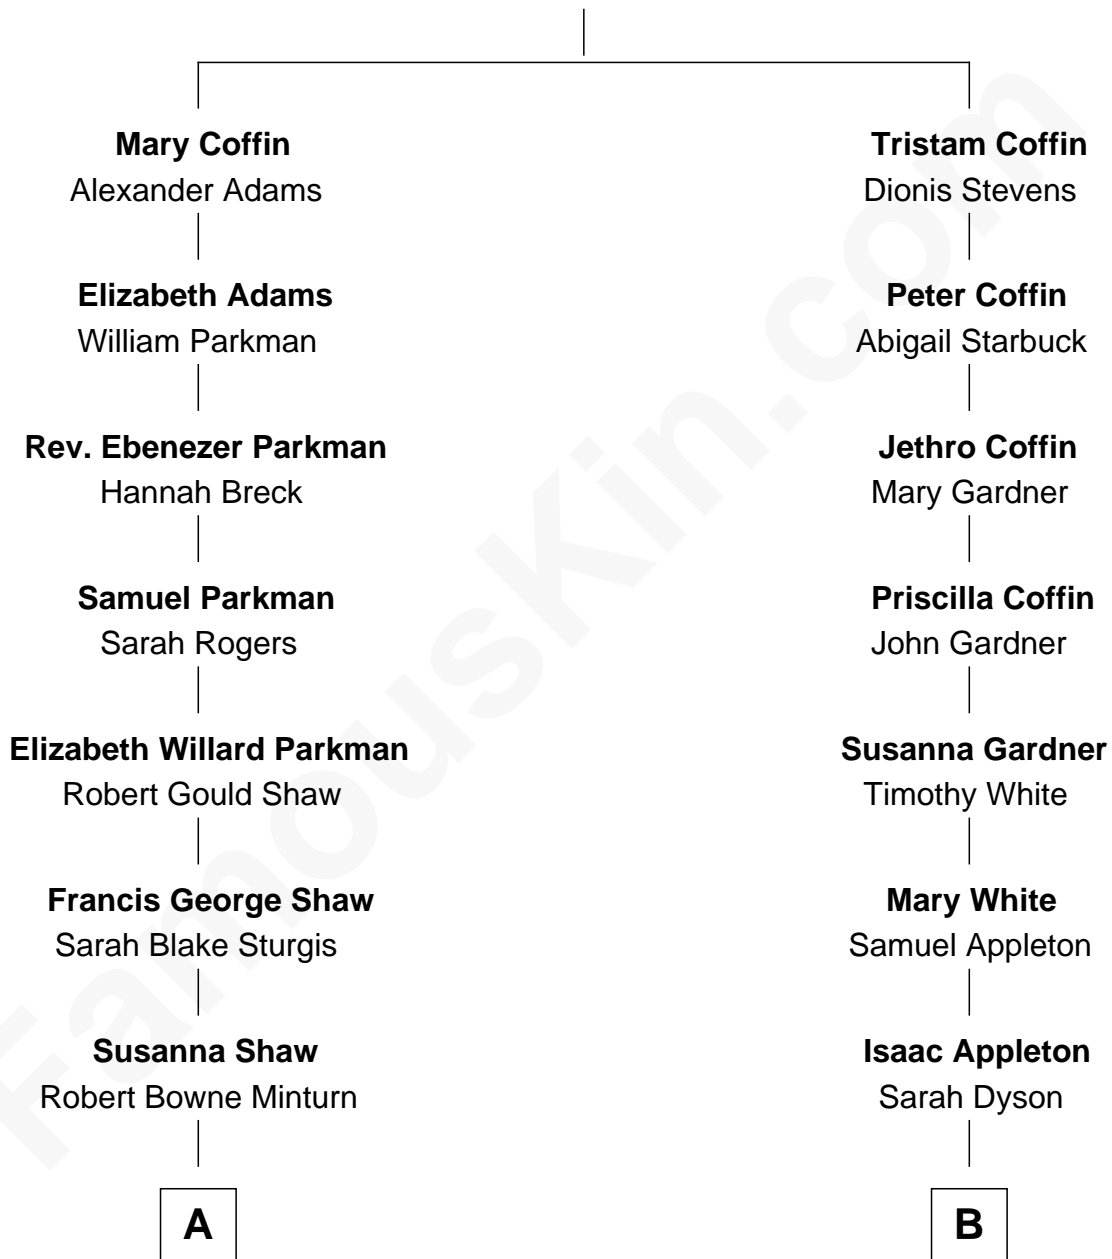 Mary Coffin
Alexander Adams
Elizabeth Adams
William Parkman
Rev. Ebenezer Parkman
Hannah Breck
Samuel Parkman
Sarah Rogers
Elizabeth Willard Parkman
Robert Gould Shaw
Francis George Shaw
Sarah Blake Sturgis
Susanna Shaw
Robert Bowne Minturn
A
Tristam Coffin
Dionis Stevens
Peter Coffin
Abigail Starbuck
Jethro Coffin
Mary Gardner
Priscilla Coffin
John Gardner
Susanna Gardner
Timothy White
Mary White
Samuel Appleton
Isaac Appleton
Sarah Dyson
B
FamousKin.com